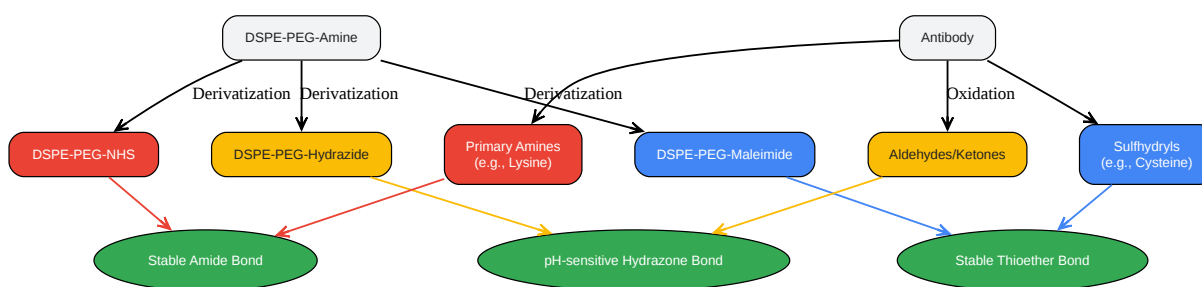 DSPE-PEG-Amine
Antibody
Derivatization
Derivatization
Derivatization
Oxidation
DSPE-PEG-NHS
DSPE-PEG-Hydrazide
Primary Amines
(e.g., Lysine)
DSPE-PEG-Maleimide
Aldehydes/Ketones
Sulfhydryls
(e.g., Cysteine)
Stable Amide Bond
pH-sensitive Hydrazone Bond
Stable Thioether Bond